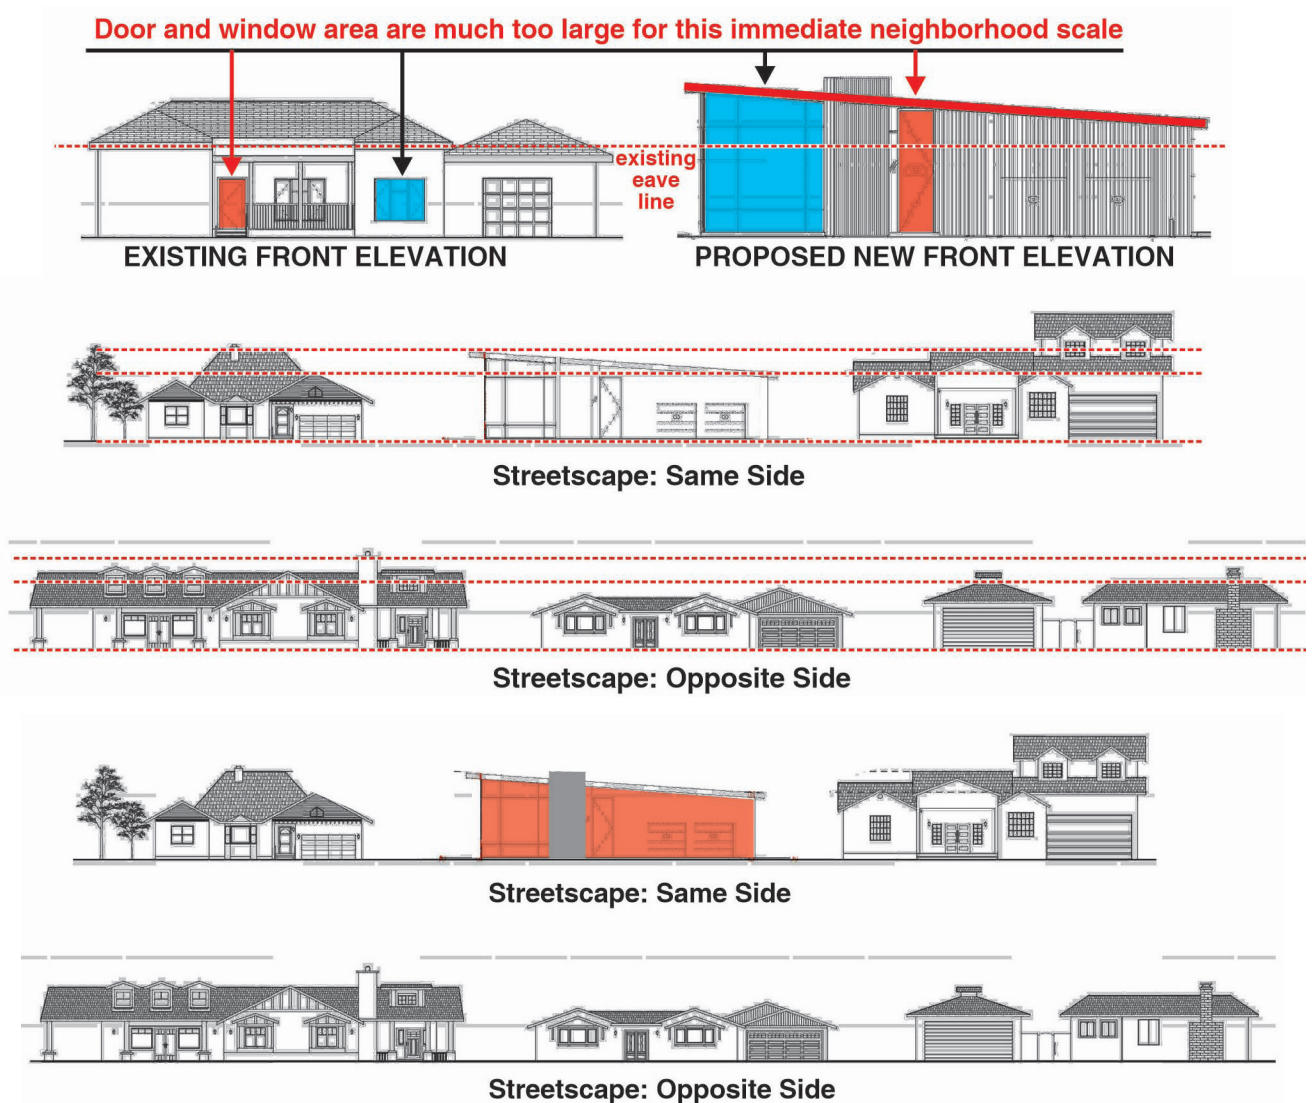 Door and window area are much too large for this immediate neighborhood scale
existing
eave
line
EXISTING FRONT ELEVATION
PROPOSED NEW FRONT ELEVATION
Streetscape: Same Side
Streetscape: Opposite Side
Streetscape: Same Side
Streetscape: Opposite Side